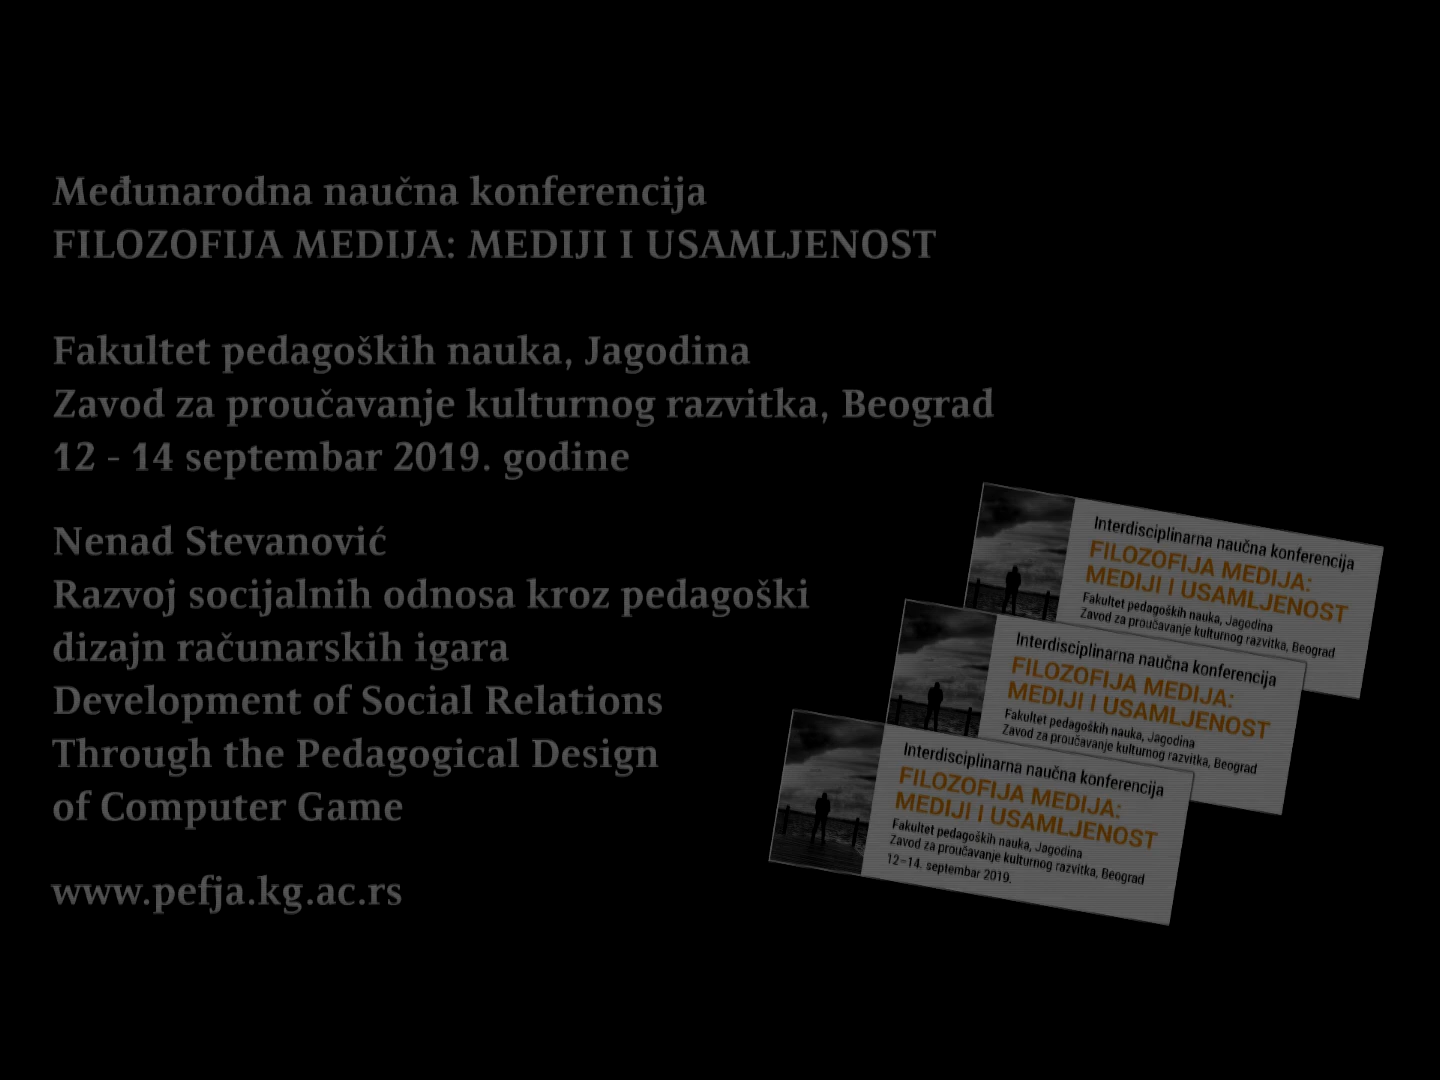 Međunarodna naučna konferencija
FILOZOFIJA MEDIJA: MEDIJI I USAMLJENOST
Fakultet pedagoških nauka, Jagodina
Zavod za proučavanje kulturnog razvitka, Beograd
12 - 14 septembar 2019. godine
Nenad Stevanović
Razvoj socijalnih odnosa kroz pedagoški
dizajn računarskih igara
Development of Social Relations
Through the Pedagogical Design
of Computer Game
www.pefja.kg.ac.rs
Interdisciplinarna naučna konferencija
FILOZOFIJA MEDIJA:
MEDIJI I USAMLJENOST
Fakultet pedagoških nauka, Jagodina
Zavod za proučavanje kulturnog razvitka, Beograd
Interdisciplinarna naučna konferencija
FILOZOFIJA MEDIJA:
MEDIJI I USAMLJENOST
Fakultet pedagoških nauka, Jagodina
Zavod za proučavanje kulturnog razvitka, Beograd
Interdisciplinarna naučna konferencija
FILOZOFIJA MEDIJA:
MEDIJI I USAMLJENOST
Fakultet pedagoških nauka, Jagodina
Zavod za proučavanje kulturnog razvitka, Beograd
12–14. septembar 2019.